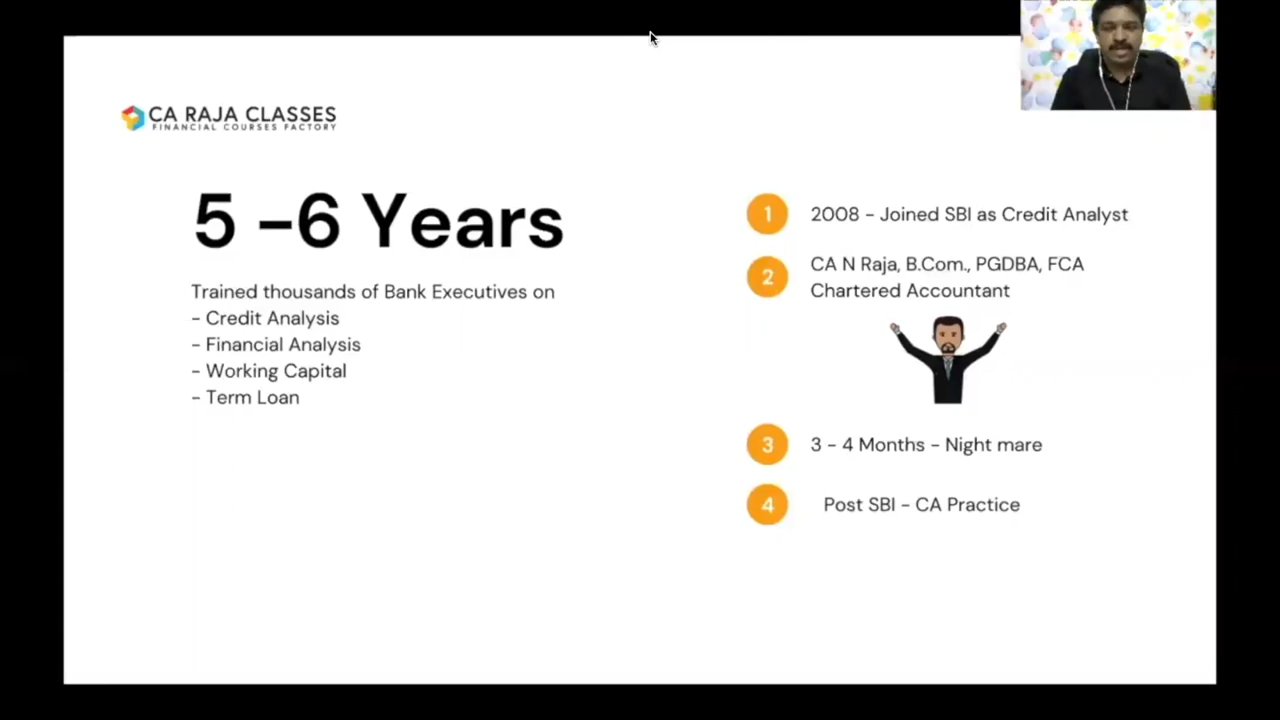 CA RAJA CLASSES
FINANCIAL COURSES FACTORY
5 -6 Years
Trained thousands of Bank Executives on
- Credit Analysis
- Financial Analysis
- Working Capital
- Term Loan
1 2008 - Joined SBI as Credit Analyst
2 CA N Raja, B.Com., PGDBA, FCA
Chartered Accountant
3 3 - 4 Months - Night mare
4 Post SBI - CA Practice